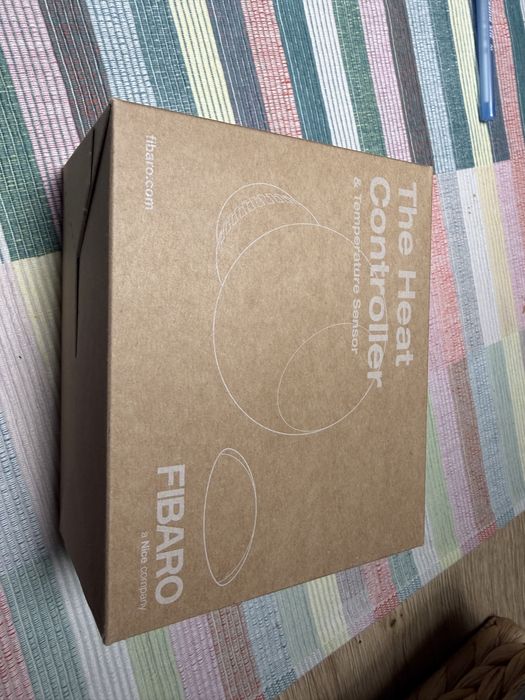 The Heat
Controller
& Temperature Sensor
fibaro.com
FIBARO
a Nice company